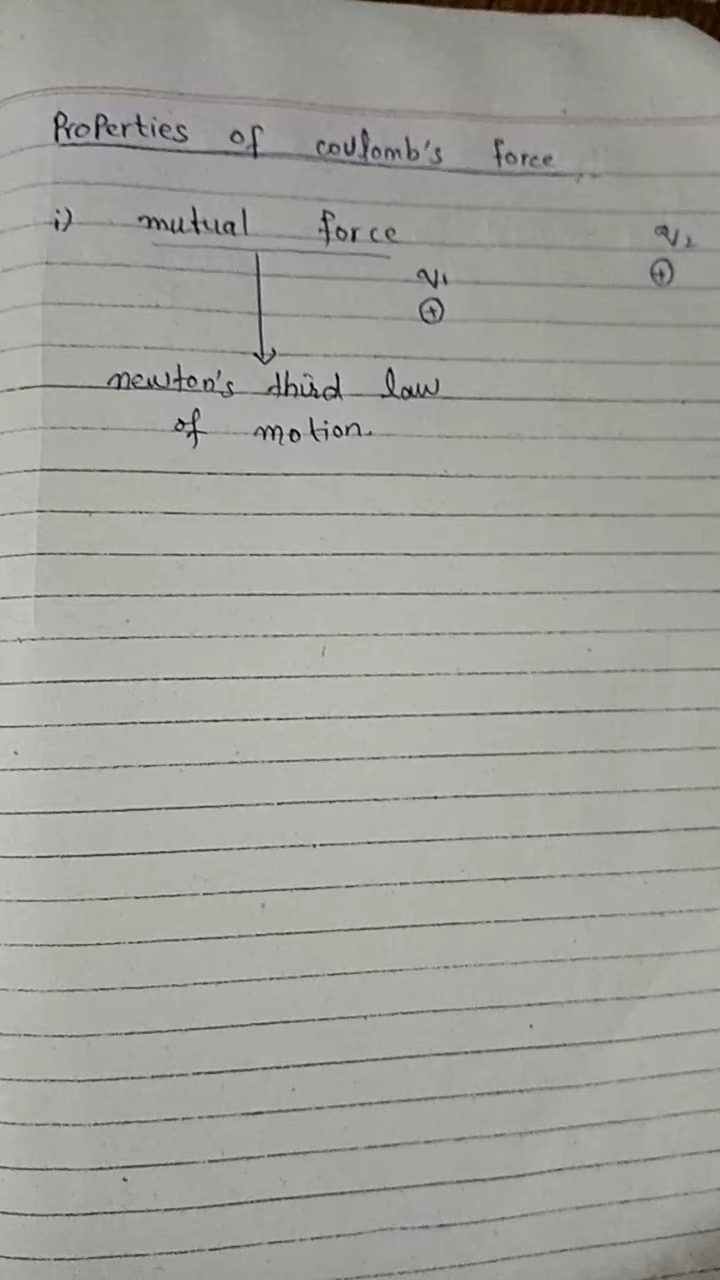 Properties of coulomb's force
i) mutual force
q₁
q₂
⊕
⊕
newton's third law
of motion.